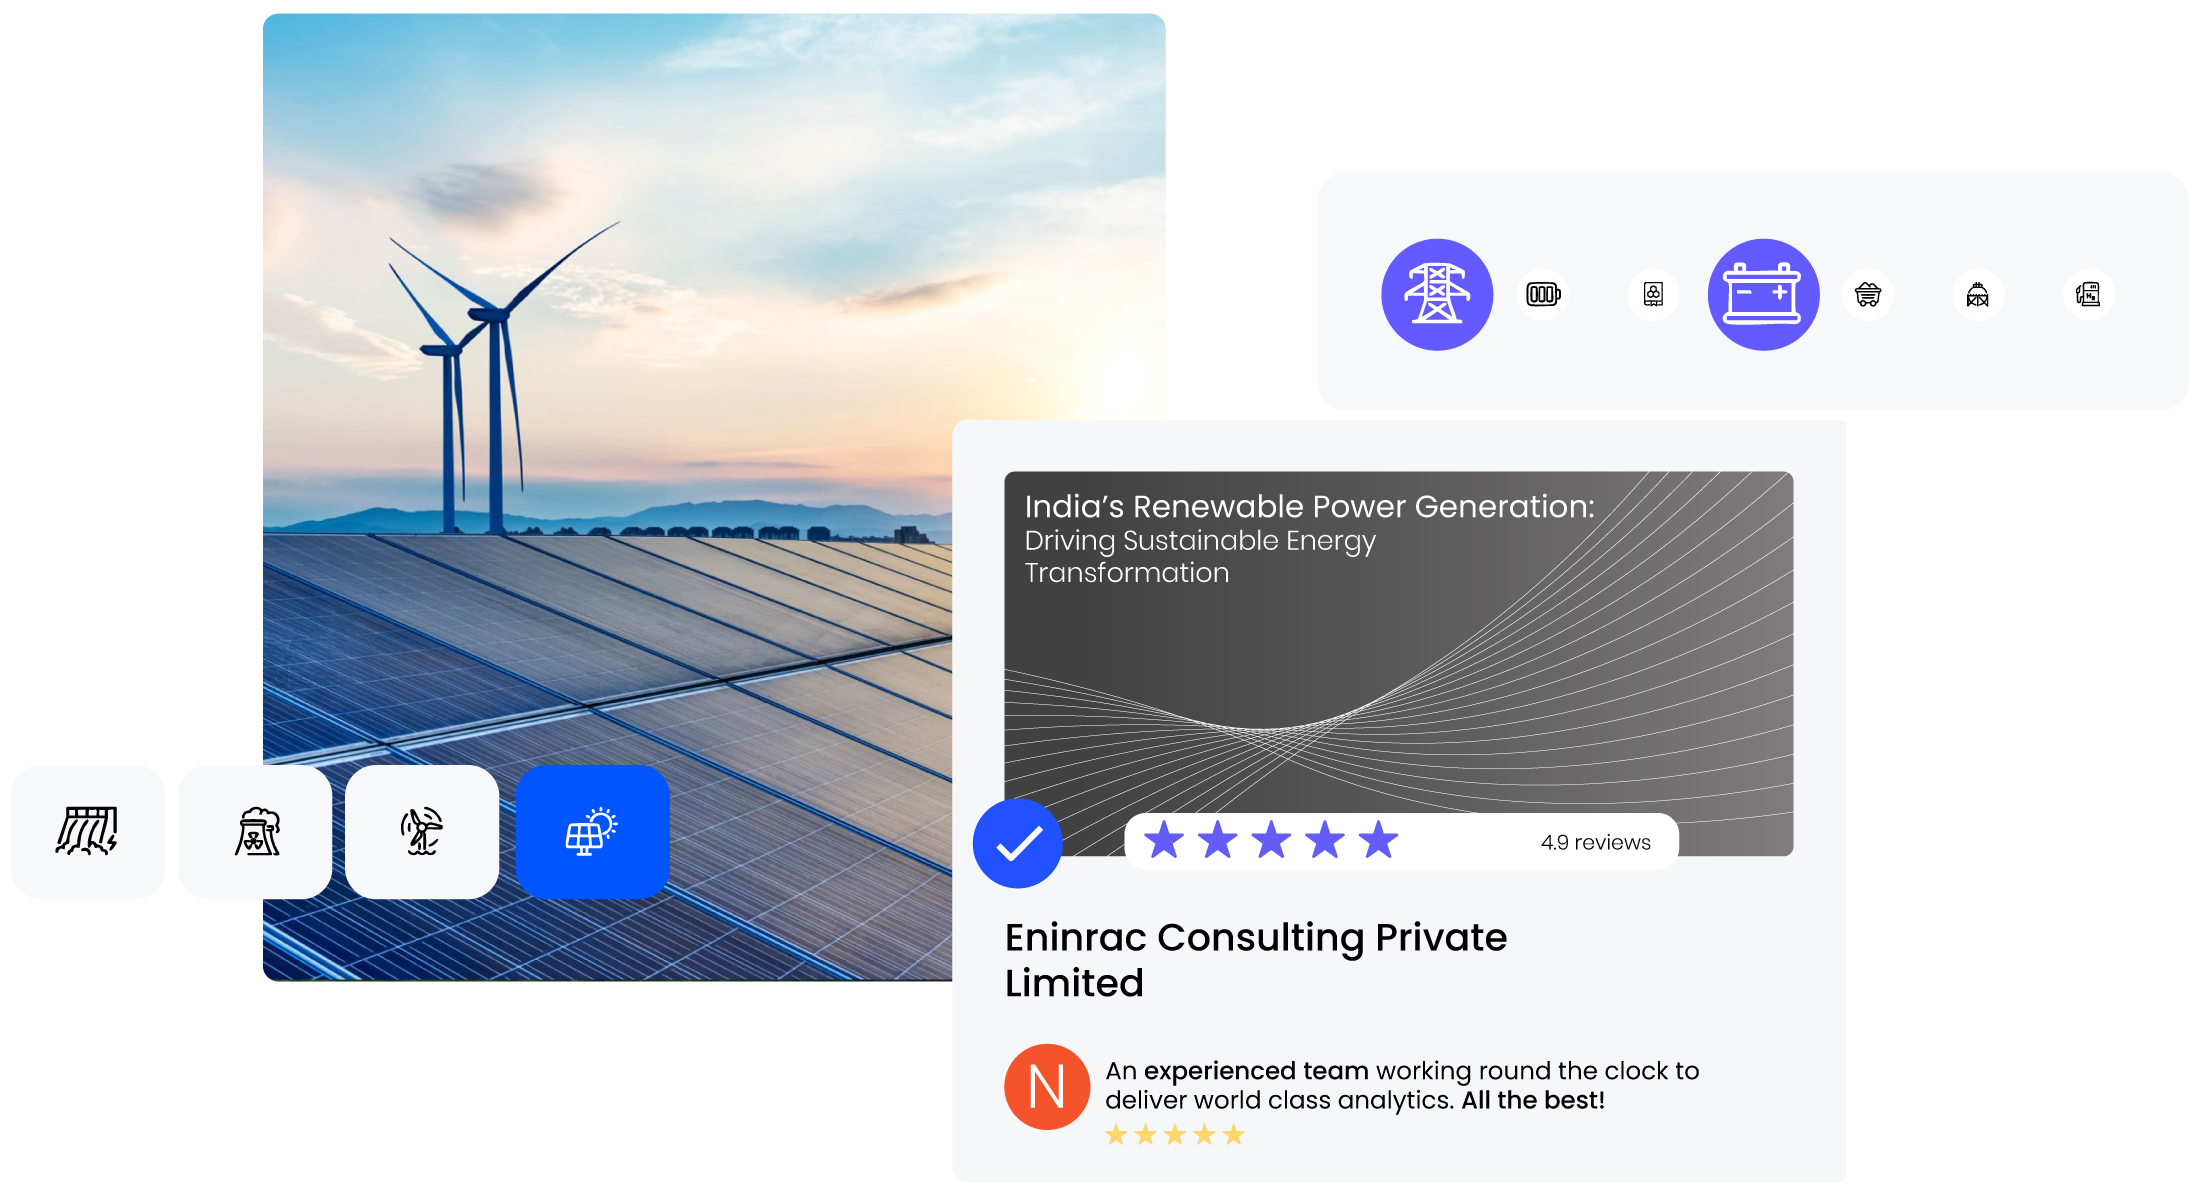 India’s Renewable Power Generation:
Driving Sustainable Energy
Transformation
4.9 reviews
Eninrac Consulting Private
Limited
N
An experienced team working round the clock to
deliver world class analytics. All the best!